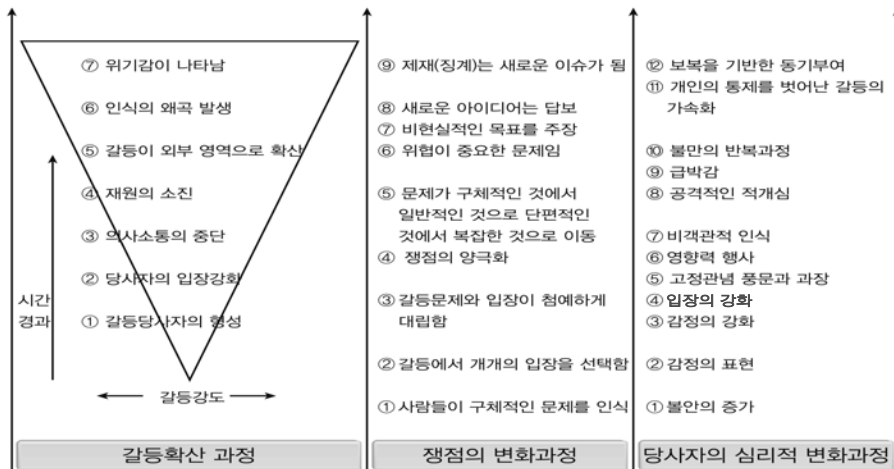 ⑦ 위기감이 나타남
⑥ 인식의 왜곡 발생
⑤ 갈등이 외부 영역으로 확산
④ 재원의 소진
③ 의사소통의 중단
② 당사자의 입장강화
① 갈등당사자의 형성
시간
경과
갈등강도
갈등확산 과정
⑨ 제재(징계)는 새로운 이슈가 됨
⑧ 새로운 아이디어는 답보
⑦ 비현실적인 목표를 주장
⑥ 위협이 중요한 문제임
⑤ 문제가 구체적인 것에서
일반적인 것으로 단편적인
것에서 복잡한 것으로 이동
④ 쟁점의 양극화
③ 갈등문제와 입장이 첨예하게
대립함
② 갈등에서 개개의 입장을 선택함
① 사람들이 구체적인 문제를 인식
쟁점의 변화과정
⑫ 보복을 기반한 동기부여
⑪ 개인의 통제를 벗어난 갈등의
가속화
⑩ 불만의 반복과정
⑨ 급박감
⑧ 공격적인 적개심
⑦ 비객관적 인식
⑥ 영향력 행사
⑤ 고정관념 풍문과 과장
④ 입장의 강화
③ 감정의 강화
② 감정의 표현
① 불안의 증가
당사자의 심리적 변화과정